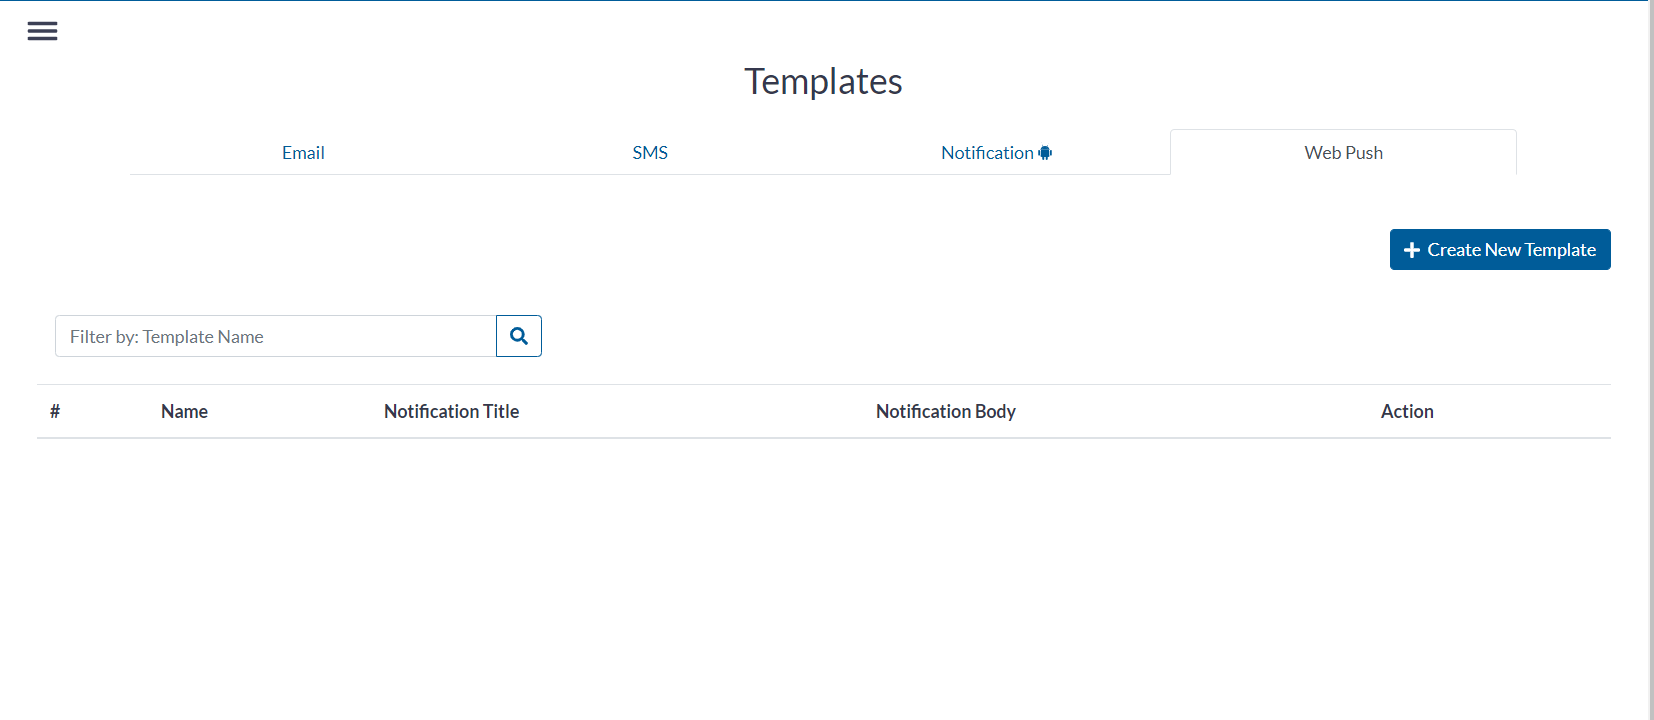 Templates
Email SMS Notification Web Push
Create New Template
Filter by: Template Name
# Name Notification Title Notification Body Action